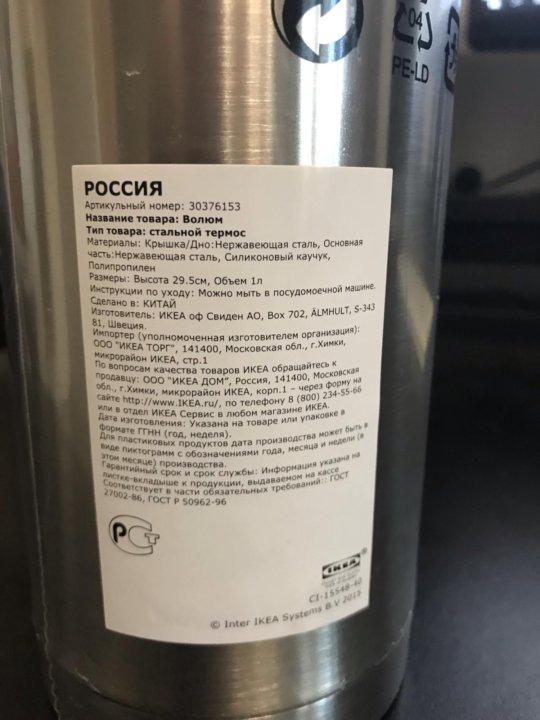 04
PE-LD
РОССИЯ
Артикульный номер: 30376153
Название товара: Волюм
Тип товара: стальной термос
Материалы: Крышка/Дно:Нержавеющая сталь, Основная
часть:Нержавеющая сталь, Силиконовый каучук,
Полипропилен
Размеры: Высота 29.5см, Объем 1л
Инструкции по уходу: Можно мыть в посудомоечной машине.
Сделано в: КИТАЙ
Изготовитель: ИКЕА оф Свиден АО, Box 702, ÄLMHULT, S-343
81, Швеция.
Импортер (уполномоченная изготовителем организация):
ООО "ИКЕА ТОРГ", 141400, Московская обл., г.Химки,
микрорайон ИКЕА, стр.1
По вопросам качества товаров ИКЕА обращайтесь к
продавцу: ООО "ИКЕА ДОМ", Россия, 141400, Московская
обл., г.Химки, микрорайон ИКЕА, корп.1 – через форму на
сайте http://www.IKEA.ru/, по телефону 8 (800) 234-55-66
или в отдел ИКЕА Сервис в любом магазине ИКЕА.
Дата изготовления: Указана на товаре или упаковке в
формате ГГНН (год, неделя).
Для пластиковых продуктов дата производства может быть в
виде пиктограмм с обозначениями года, месяца и недели (в
этом месяце) производства.
Гарантийный срок и срок службы: Информация указана на
листке-вкладыше к продукции, выдаваемом на кассе
Соответствует в части обязательных требований:: ГОСТ
27002-86, ГОСТ Р 50962-96
РСТ
IKEA®
CI-15548-40
© Inter IKEA Systems B.V 2015